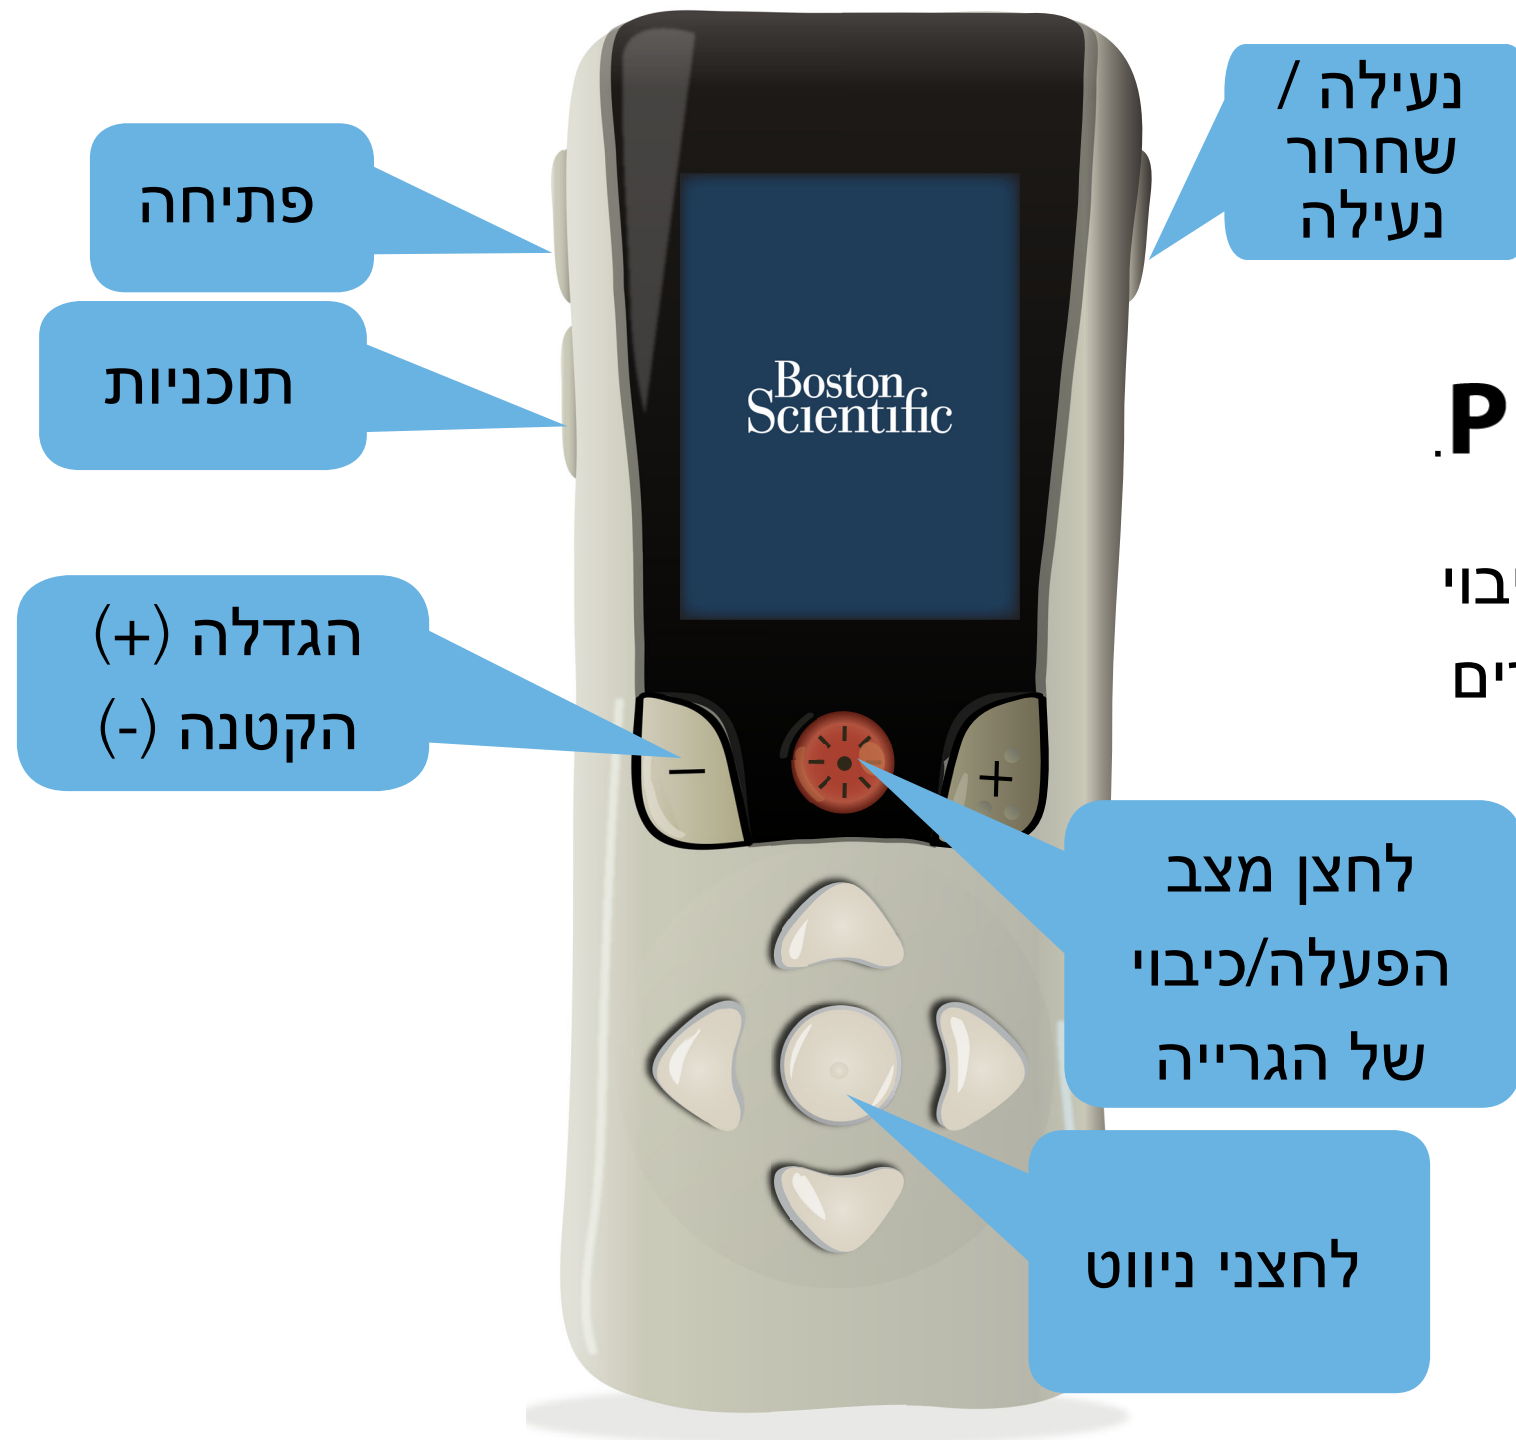 נעילה /
שחרור
נעילה
פתיחה
תוכניות
Boston
Scientific
P.
הגדלה (+)
הקטנה (-)
לחצן מצב
הפעלה/כיבוי
של הגרייה
לחצני ניווט